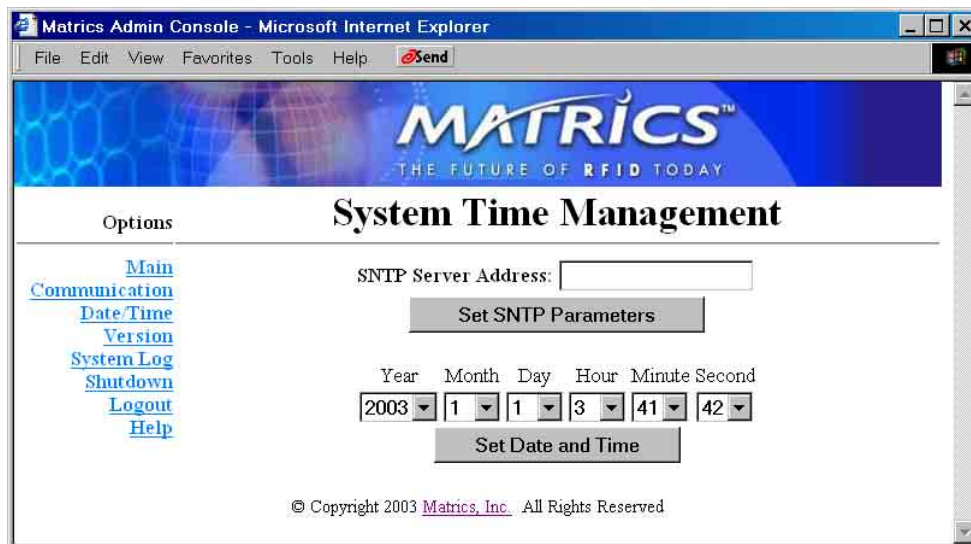 Matrics Admin Console - Microsoft Internet Explorer
File Edit View Favorites Tools Help eSend
MATRICS™
THE FUTURE OF RFID TODAY
Options
System Time Management
Main
Communication
Date/Time
Version
System Log
Shutdown
Logout
Help
SNTP Server Address:
Set SNTP Parameters
Year Month Day Hour Minute Second
2003 1 1 3 41 42
Set Date and Time
© Copyright 2003 Matrics, Inc. All Rights Reserved